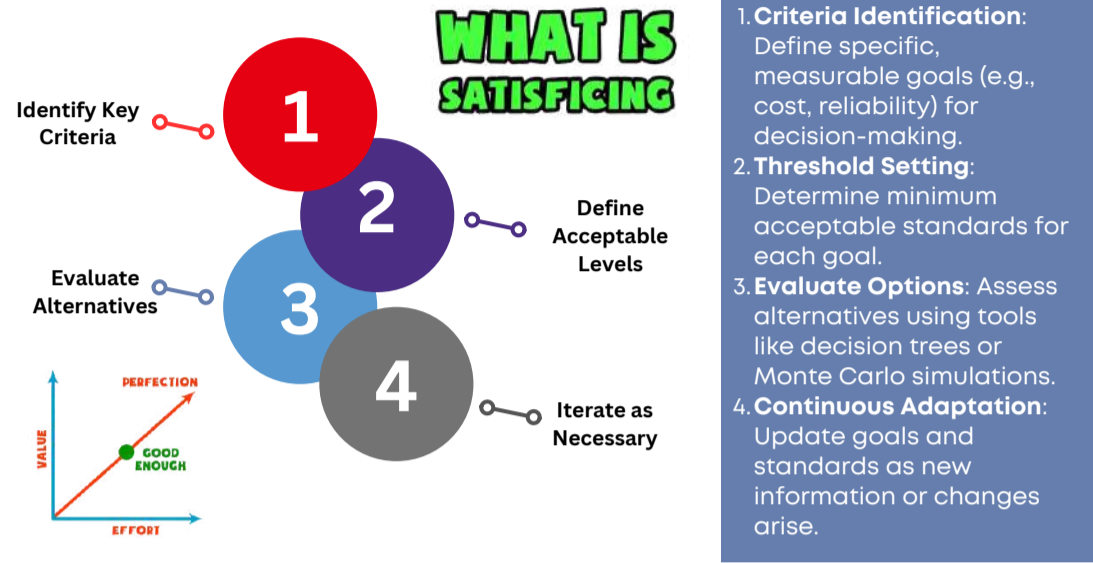 WHAT IS
SATISFICING
1
Identify Key
Criteria
2
Define
Acceptable
Levels
Evaluate
Alternatives
3
4
Iterate as
Necessary
PERFECTION
GOOD
ENOUGH
VALUE
EFFORT
1. Criteria Identification:
Define specific,
measurable goals (e.g.,
cost, reliability) for
decision-making.
2. Threshold Setting:
Determine minimum
acceptable standards for
each goal.
3. Evaluate Options: Assess
alternatives using tools
like decision trees or
Monte Carlo simulations.
4. Continuous Adaptation:
Update goals and
standards as new
information or changes
arise.